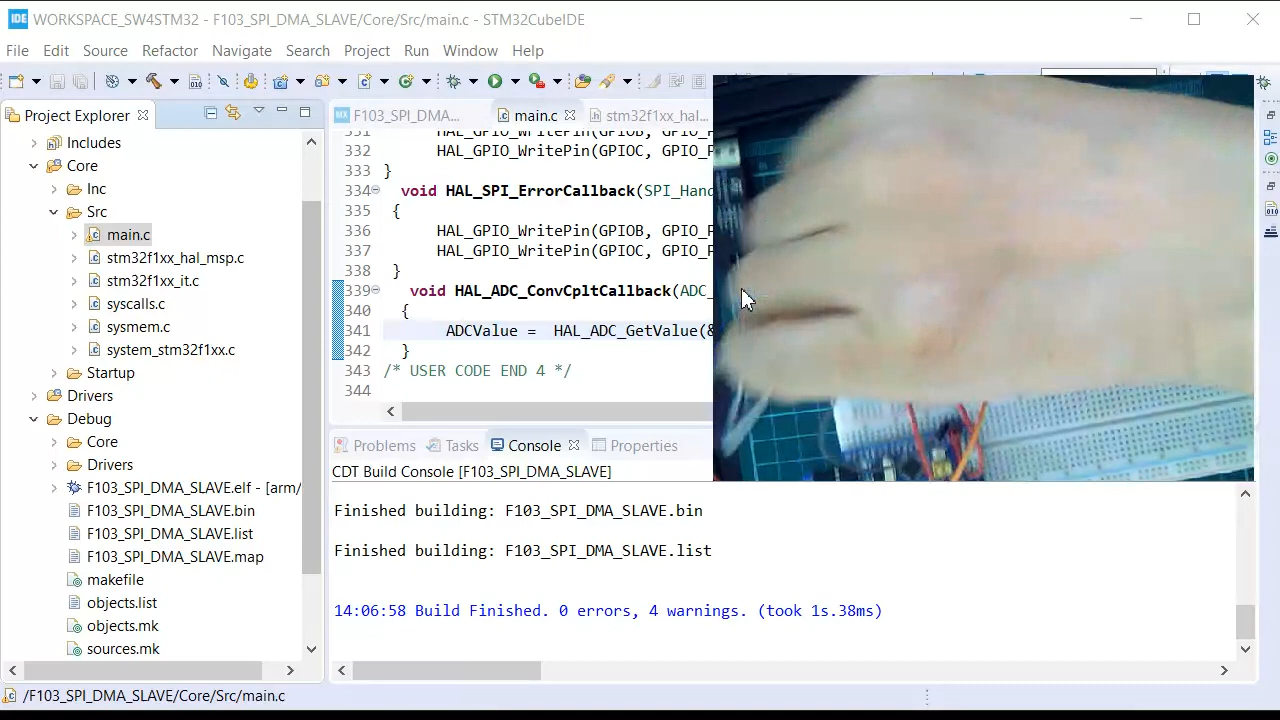 IDE WORKSPACE_SW4STM32 - F103_SPI_DMA_SLAVE/Core/Src/main.c - STM32CubeIDE
File Edit Source Refactor Navigate Search Project Run Window Help
Project Explorer
Includes
Core
Inc
Src
main.c
stm32f1xx_hal_msp.c
stm32f1xx_it.c
syscalls.c
sysmem.c
system_stm32f1xx.c
Startup
Drivers
Debug
Core
Drivers
F103_SPI_DMA_SLAVE.elf - [arm/
F103_SPI_DMA_SLAVE.bin
F103_SPI_DMA_SLAVE.list
F103_SPI_DMA_SLAVE.map
makefile
objects.list
objects.mk
sources.mk
MX F103_SPI_DMA... main.c stm32f1xx_hal...
331 HAL_GPIO_WritePin(GPIOB, GPIO_P
332 HAL_GPIO_WritePin(GPIOC, GPIO_P
333 }
334 void HAL_SPI_ErrorCallback(SPI_Hand
335 {
336 HAL_GPIO_WritePin(GPIOB, GPIO_P
337 HAL_GPIO_WritePin(GPIOC, GPIO_P
338 }
339 void HAL_ADC_ConvCpltCallback(ADC_
340 {
341 ADCValue = HAL_ADC_GetValue(&
342 }
343 /* USER CODE END 4 */
344
Problems Tasks Console Properties
CDT Build Console [F103_SPI_DMA_SLAVE]
Finished building: F103_SPI_DMA_SLAVE.bin
Finished building: F103_SPI_DMA_SLAVE.list
14:06:58 Build Finished. 0 errors, 4 warnings. (took 1s.38ms)
/F103_SPI_DMA_SLAVE/Core/Src/main.c